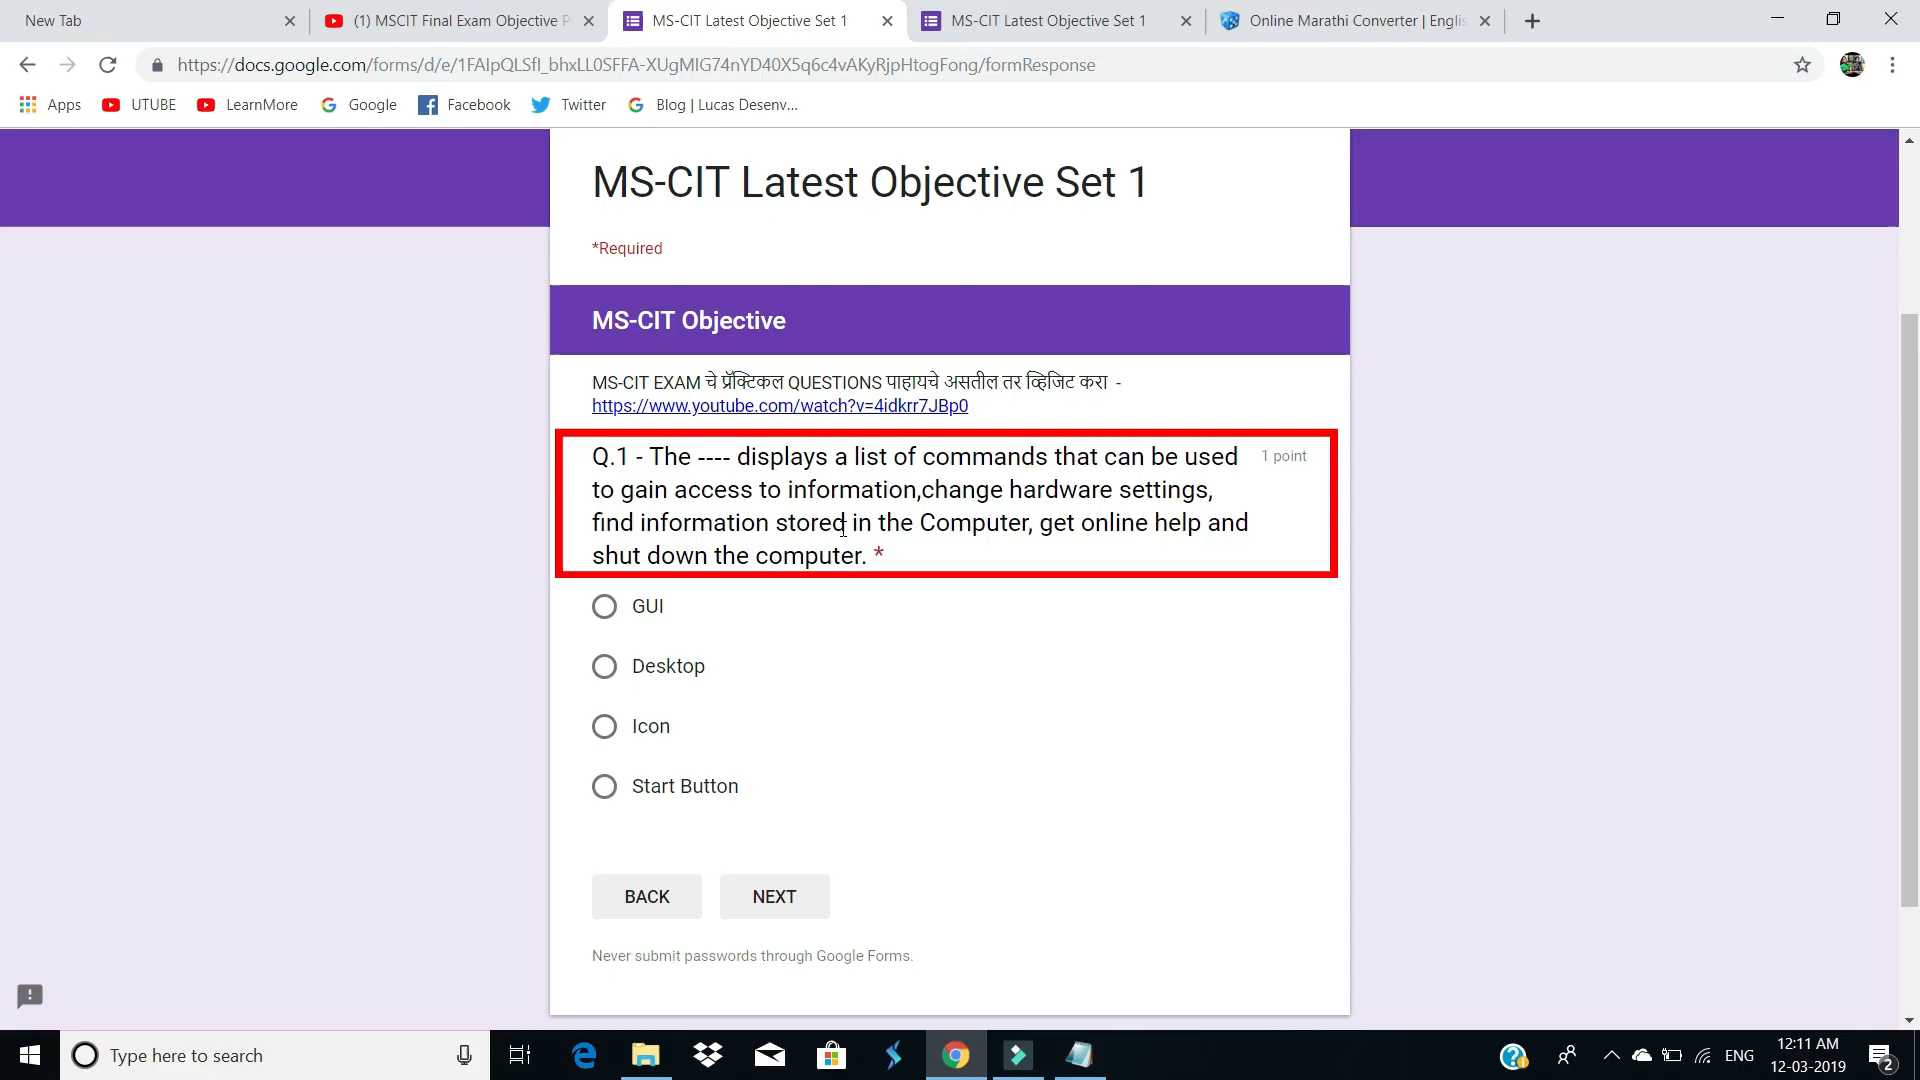 New Tab
(1) MSCIT Final Exam Objective P
MS-CIT Latest Objective Set 1
MS-CIT Latest Objective Set 1
Online Marathi Converter | Englis
https://docs.google.com/forms/d/e/1FAIpQLSfI_bhxLL0SFFA-XUgMIG74nYD40X5q6c4vAKyRjpHtogFong/formResponse
Apps
UTUBE
LearnMore
Google
Facebook
Twitter
Blog | Lucas Desenv...
MS-CIT Latest Objective Set 1
*Required
MS-CIT Objective
MS-CIT EXAM चे प्रॅक्टिकल QUESTIONS पाहायचे असतील तर व्हिजिट करा -
https://www.youtube.com/watch?v=4idkrr7JBp0
Q.1 - The ---- displays a list of commands that can be used
1 point
to gain access to information,change hardware settings,
find information stored in the Computer, get online help and
shut down the computer. *
GUI
Desktop
Icon
Start Button
BACK
NEXT
Never submit passwords through Google Forms.
Type here to search
ENG
12:11 AM
12-03-2019
2